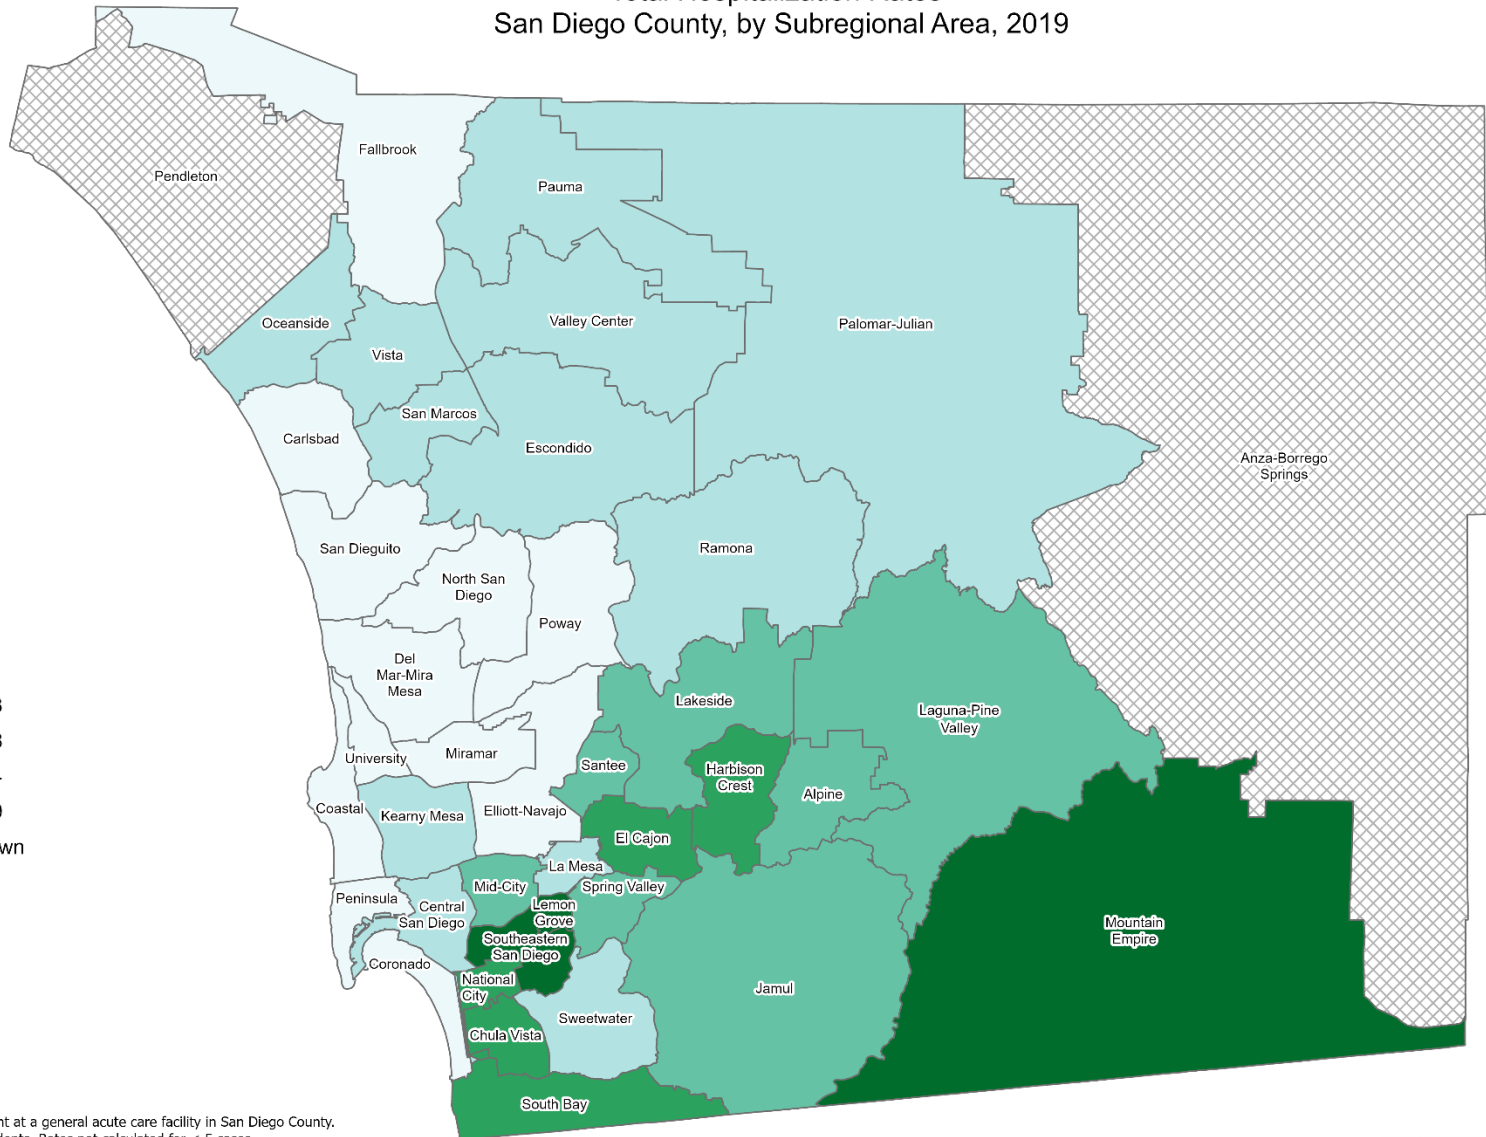 San Diego County, by Subregional Area, 2019
Fallbrook
Pendleton
Pauma
Oceanside
Valley Center
Palomar-Julian
Vista
San Marcos
Carlsbad
Escondido
Anza-Borrego
Springs
San Dieguito
Ramona
North San
Diego
Poway
Del
Mar-Mira
Mesa
Lakeside
Laguna-Pine
Valley
University
Miramar
Santee
Harbison
Crest
Alpine
Coastal
Kearny Mesa
Elliott-Navajo
El Cajon
La Mesa
Mid-City
Spring Valley
Peninsula
Central
San Diego
Lemon
Grove
Southeastern
San Diego
Mountain
Empire
Coronado
National
City
Jamul
Sweetwater
Chula Vista
South Bay
at a general acute care facility in San Diego County.